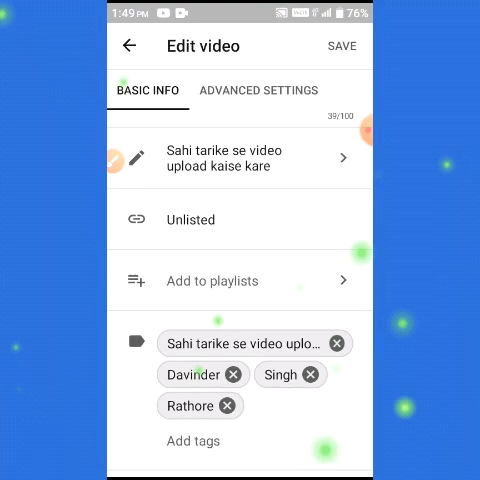 1:49 PM 76%
Edit video SAVE
BASIC INFO ADVANCED SETTINGS
39/100
Sahi tarike se video
upload kaise kare
Unlisted
Add to playlists
Sahi tarike se video uplo...
Davinder Singh
Rathore
Add tags